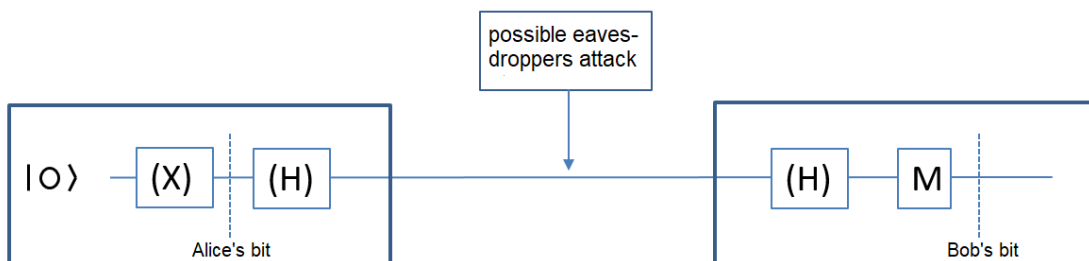 possible eaves-
droppers attack
|0⟩ (X) (H) (H) M
Alice's bit
Bob's bit